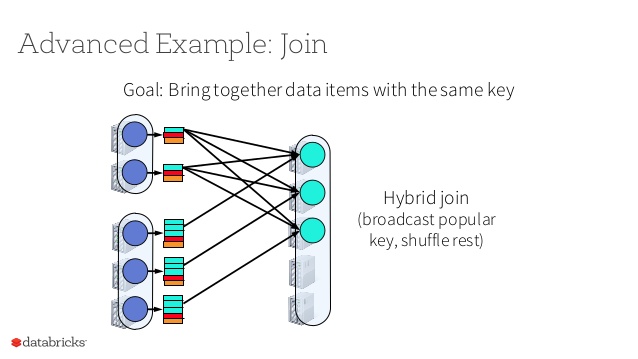 Advanced Example: Join
Goal: Bring together data items with the same key
Hybrid join
(broadcast popular
key, shuffle rest)
databricks